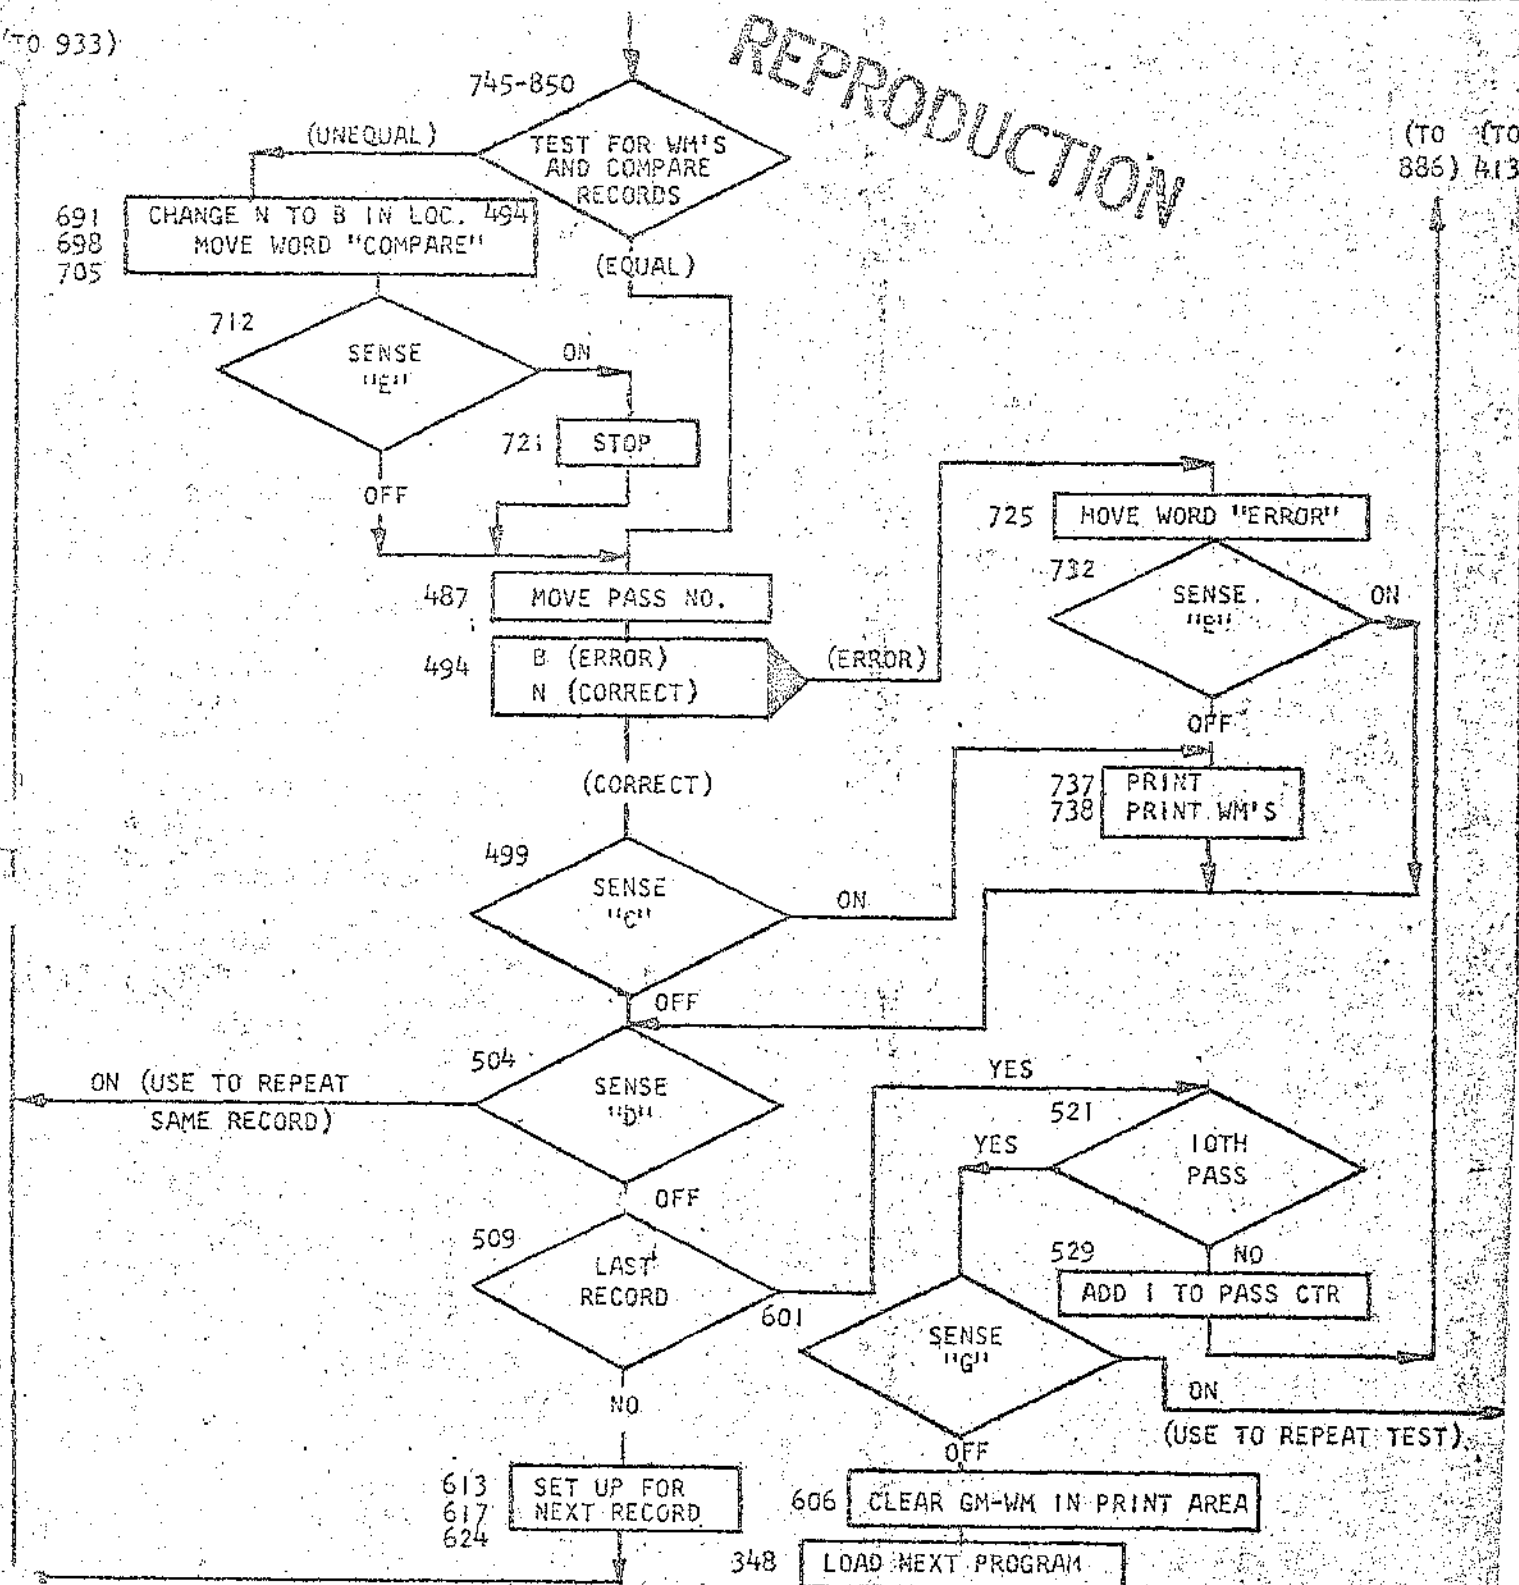 (TO 933)
REPRODUCTION
745-850
(UNEQUAL)
TEST FOR WM'S
AND COMPARE
RECORDS
(TO
886)
(TO
413
691
698
705
CHANGE N TO B IN LOC. 494
MOVE WORD "COMPARE"
(EQUAL)
712
SENSE
"E"
ON
721
STOP
OFF
725
MOVE WORD "ERROR"
732
SENSE
"E"
ON
487
MOVE PASS NO.
494
B (ERROR)
N (CORRECT)
(ERROR)
OFF
(CORRECT)
737
738
PRINT
PRINT WM'S
499
SENSE
"C"
ON
OFF
504
SENSE
"D"
ON (USE TO REPEAT
SAME RECORD)
YES
521
10TH
PASS
YES
OFF
509
LAST
RECORD
601
529
NO
ADD 1 TO PASS CTR
SENSE
"G"
ON
(USE TO REPEAT TEST)
NO
OFF
613
617
624
SET UP FOR
NEXT RECORD
606
CLEAR GM-WM IN PRINT AREA
348
LOAD NEXT PROGRAM